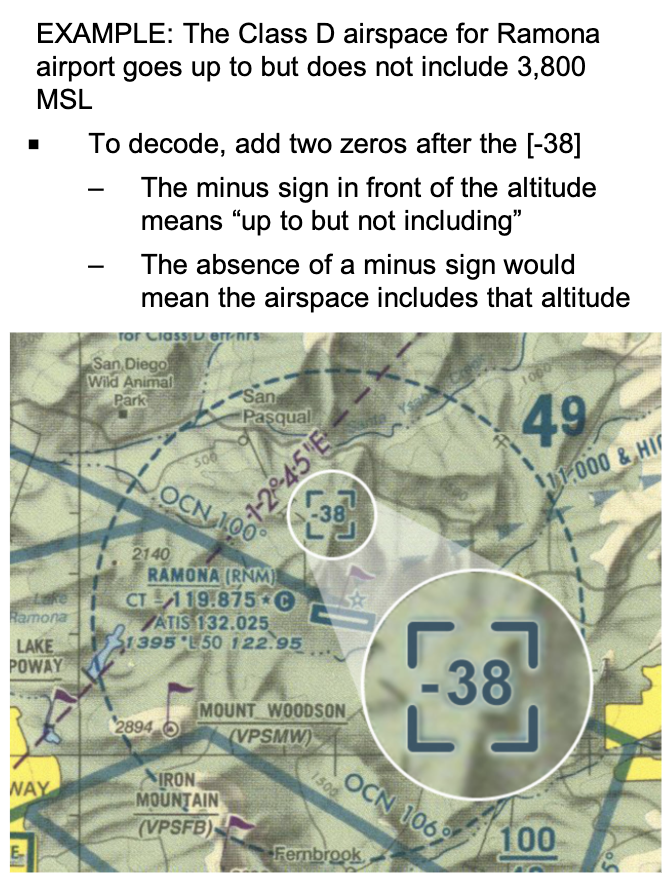 EXAMPLE: The Class D airspace for Ramona
airport goes up to but does not include 3,800
MSL
▪ To decode, add two zeros after the [-38]
– The minus sign in front of the altitude
means “up to but not including”
– The absence of a minus sign would
mean the airspace includes that altitude
for Class D eff hrs
San Diego
Wild Animal
Park
San
Pasqual
1000
49
500
12°45'E
11,000 & HI
OCN 100°
-38
2140
RAMONA (RNM)
CT - 119.875 * C
ATIS 132.025
1395 *L 50 122.95
Lake
Ramona
LAKE
POWAY
-38
MOUNT WOODSON
(VPSMW)
2894
WAY
IRON
MOUNTAIN
(VPSFB)
1500
OCN 106°
100
Fernbrook